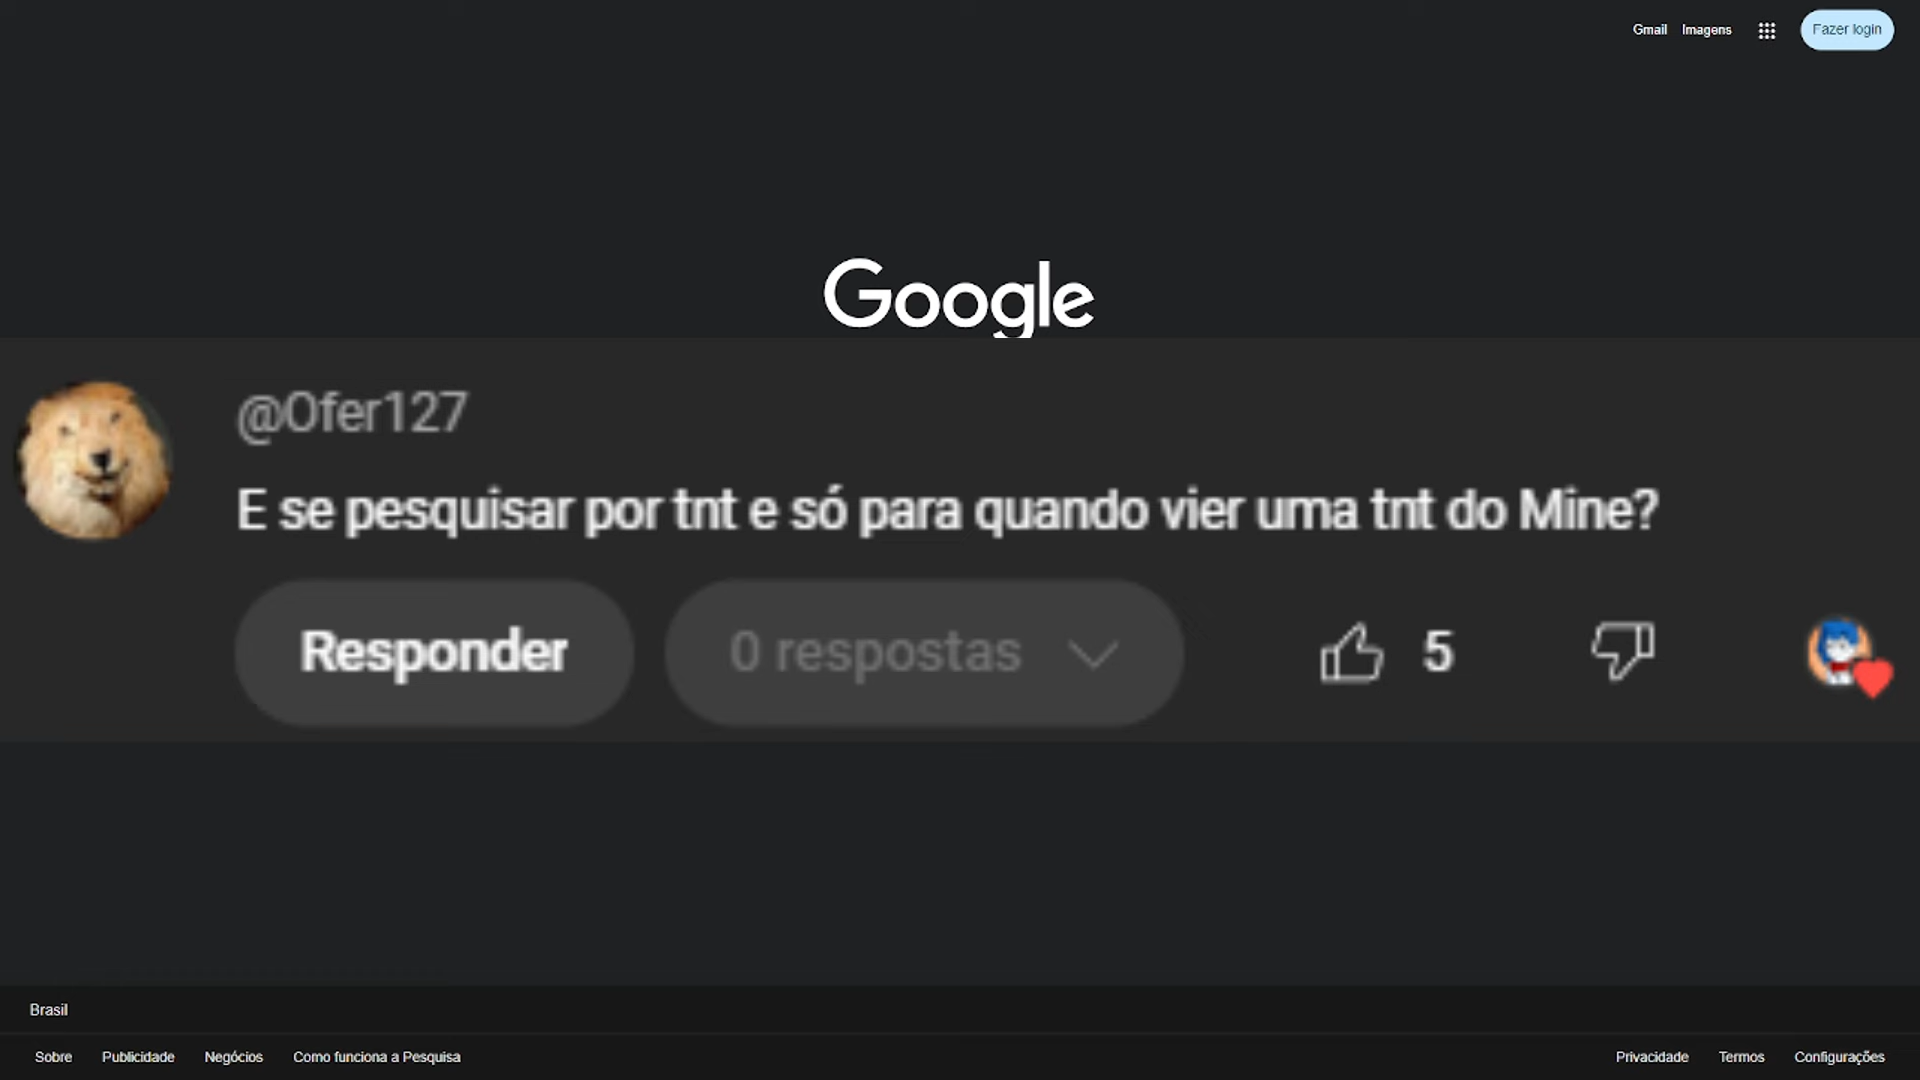 Gmail Imagens Fazer login
Google
@Ofer127
E se pesquisar por tnt e só para quando vier uma tnt do Mine?
Responder 0 respostas 5
Brasil
Sobre Publicidade Negócios Como funciona a Pesquisa Privacidade Termos Configurações